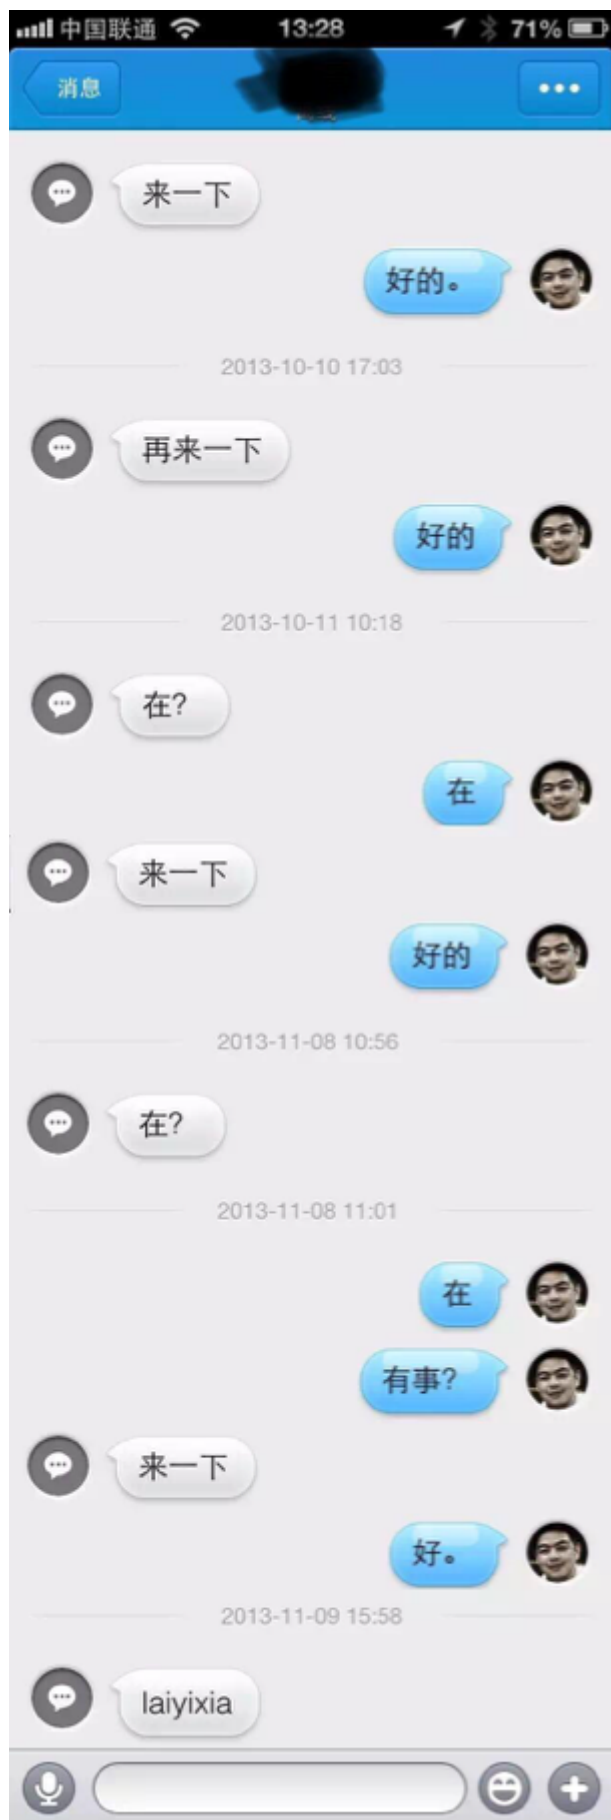 中国联通 13:28 71%
消息
来一下
好的。
2013-10-10 17:03
再来一下
好的
2013-10-11 10:18
在?
在
来一下
好的
2013-11-08 10:56
在?
2013-11-08 11:01
在
有事?
来一下
好。
2013-11-09 15:58
laiyixia